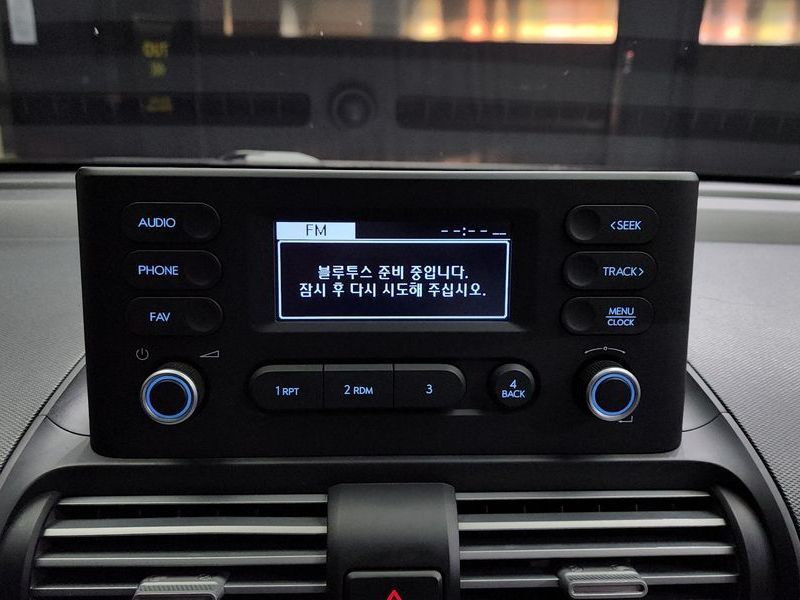 OUT
AUDIO
FM
--:-- --
<SEEK
PHONE
블루투스 준비 중입니다.
잠시 후 다시 시도해 주십시오.
TRACK>
FAV
MENU
CLOCK
1 RPT
2 RDM
3
4
BACK